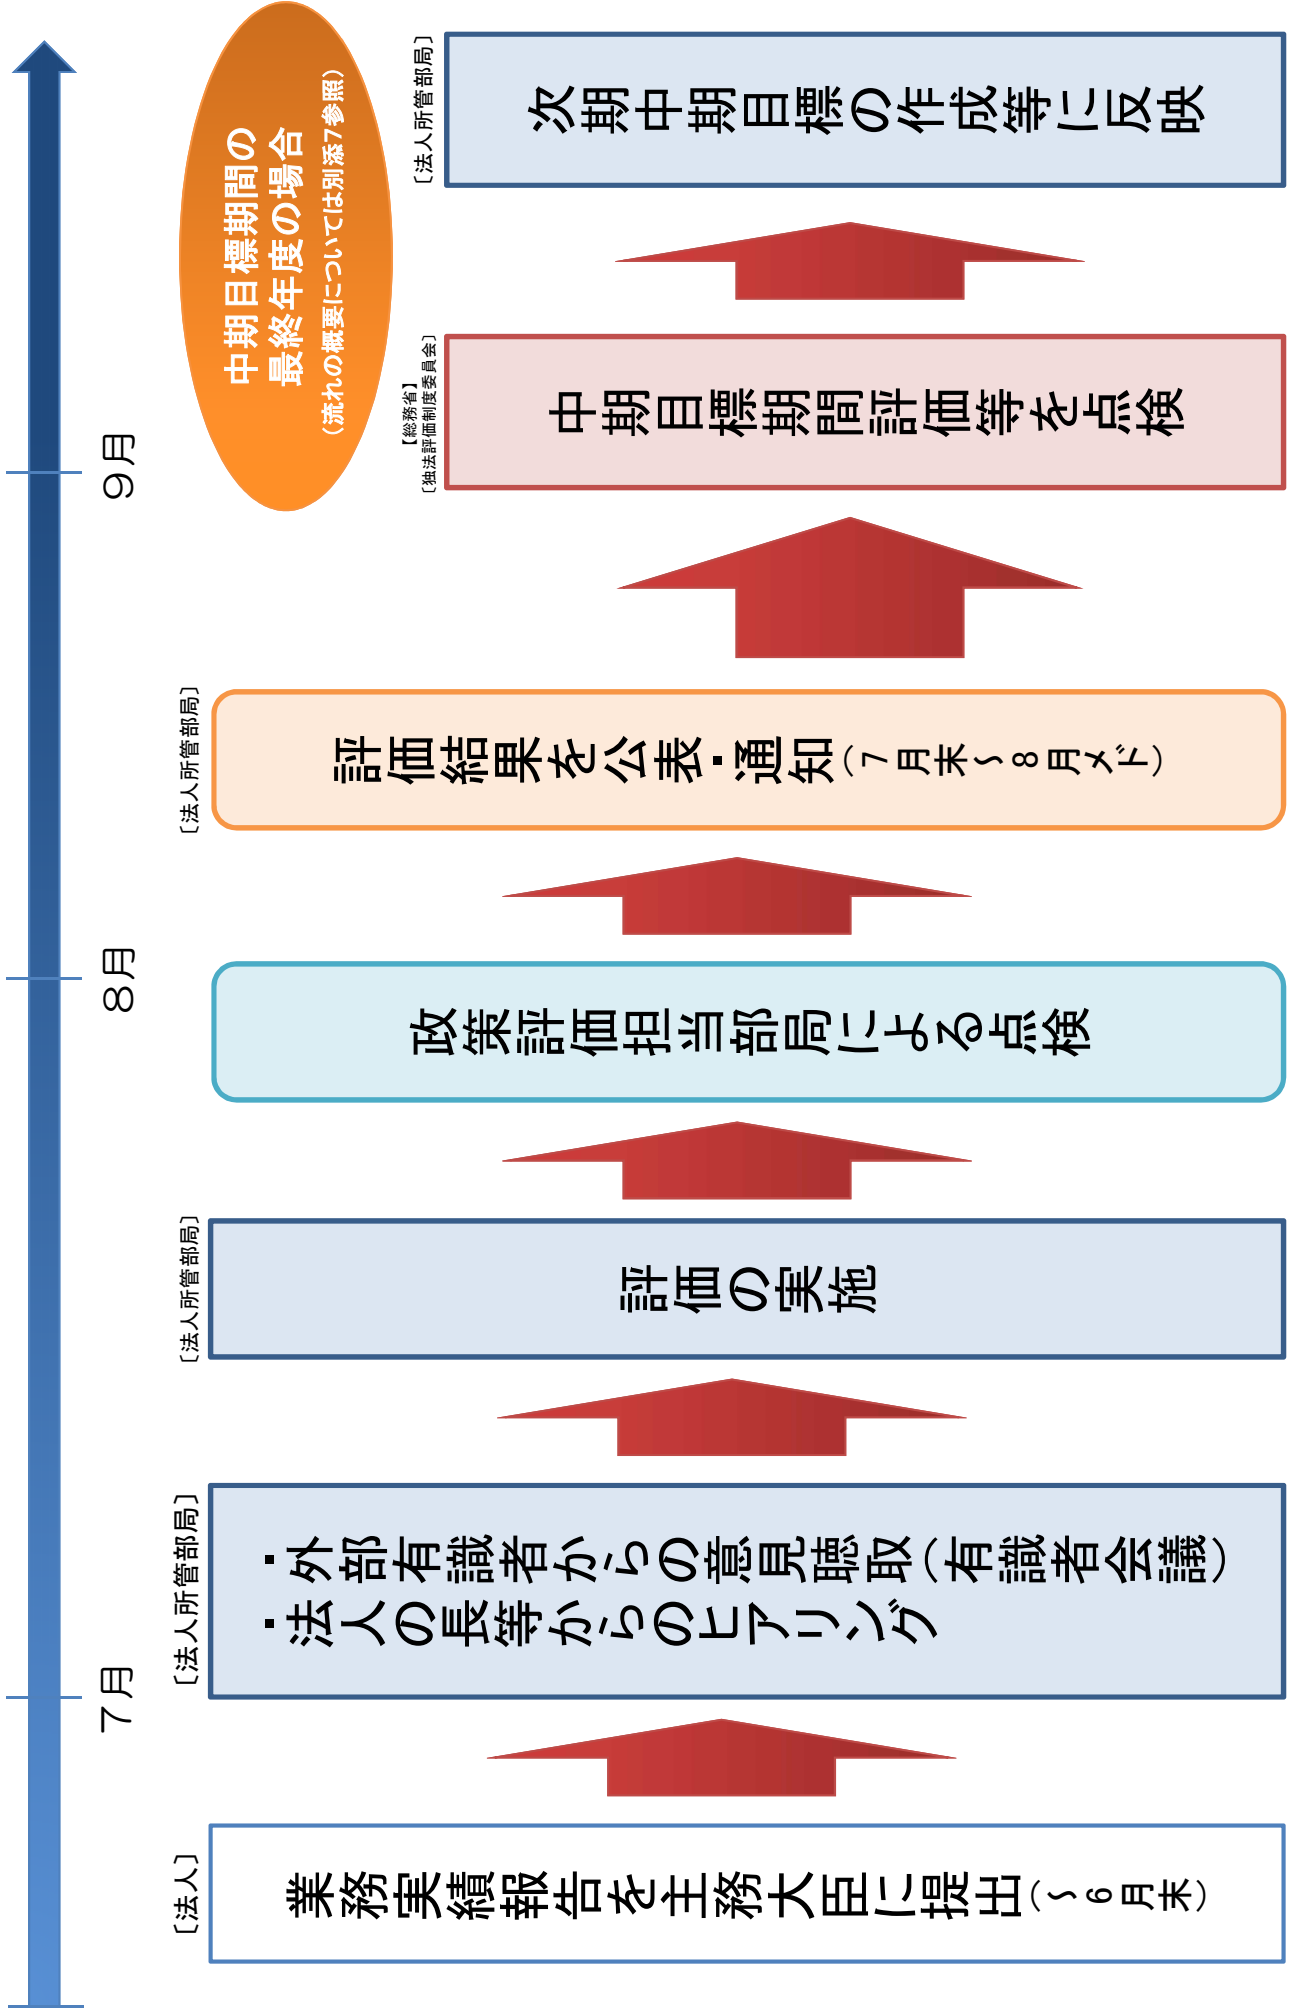 7月
8月
9月
〔法人〕
業務実績報告を主務大臣に提出(～6月末)
〔法人所管部局〕
・外部有識者からの意見聴取(有識者会議)
・法人の長等からのヒアリング
〔法人所管部局〕
評価の実施
政策評価担当部局による点検
〔法人所管部局〕
評価結果を公表・通知(7月末～8月メド)
中期目標期間の
最終年度の場合
(流れの概要については別添7参照)
【総務省】
〔独法評価制度委員会〕
中期目標期間評価等を点検
〔法人所管部局〕
次期中期目標の作成等に反映